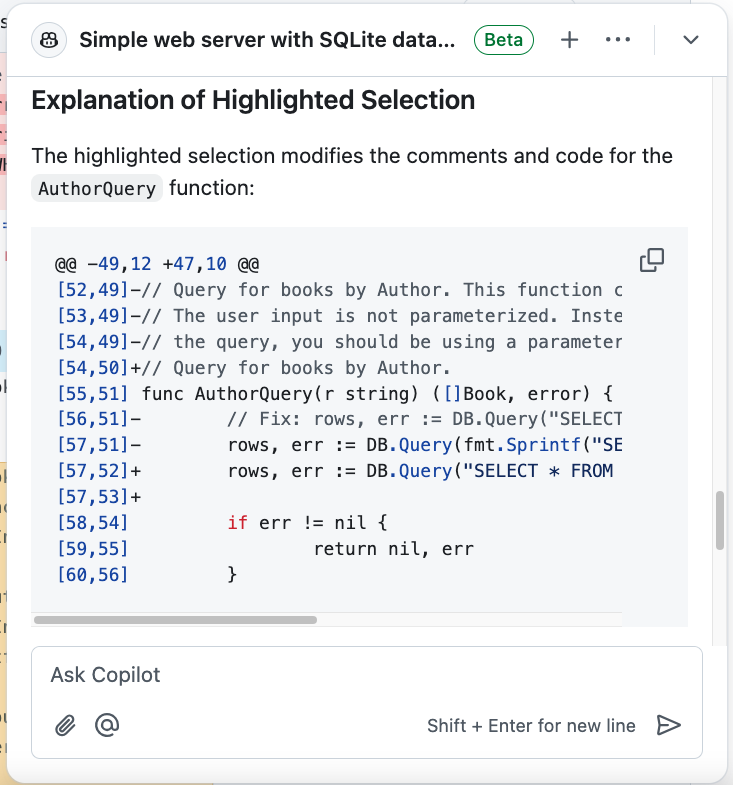 Simple web server with SQLite data... Beta
Explanation of Highlighted Selection
The highlighted selection modifies the comments and code for the
AuthorQuery function:
@@ -49,12 +47,10 @@
[52,49]-// Query for books by Author. This function c
[53,49]-// The user input is not parameterized. Inste
[54,49]-// the query, you should be using a parameter
[54,50]+// Query for books by Author.
[55,51] func AuthorQuery(r string) ([]Book, error) {
[56,51]-        // Fix: rows, err := DB.Query("SELECT
[57,51]-        rows, err := DB.Query(fmt.Sprintf("SE
[57,52]+        rows, err := DB.Query("SELECT * FROM
[57,53]+
[58,54]         if err != nil {
[59,55]                 return nil, err
[60,56]         }
Ask Copilot
Shift + Enter for new line